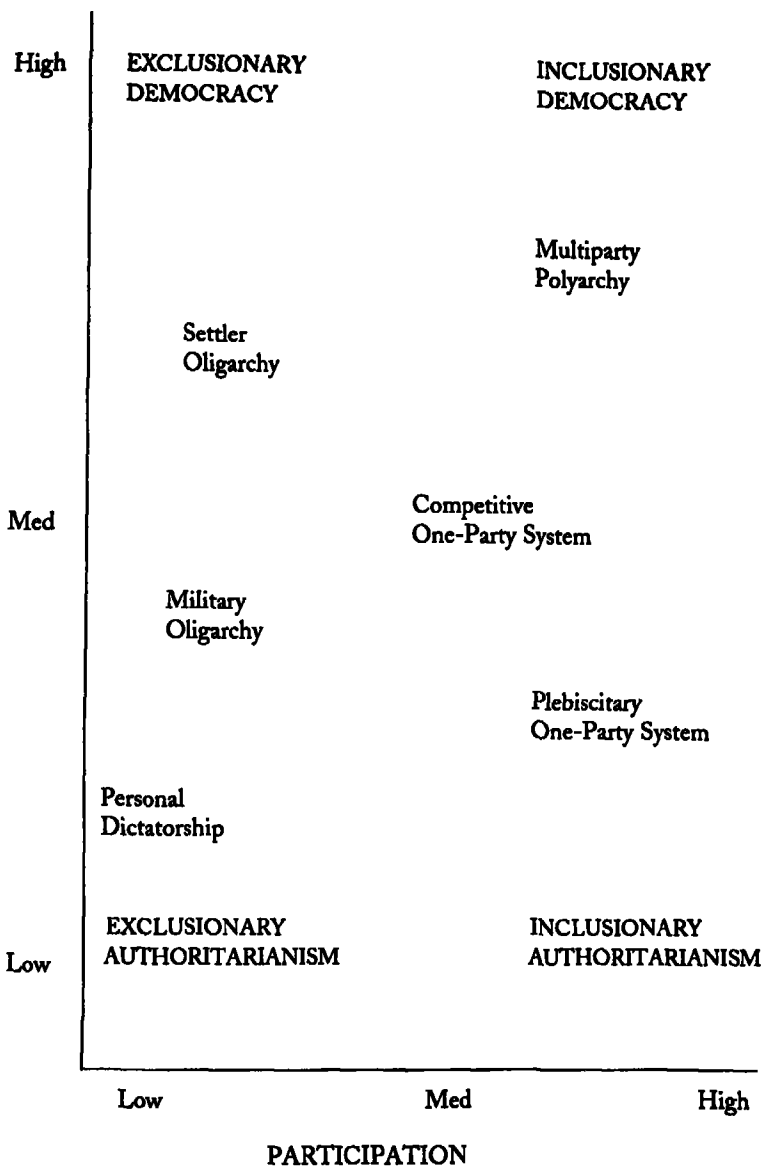 High
EXCLUSIONARY
DEMOCRACY
INCLUSIONARY
DEMOCRACY
Multiparty
Polyarchy
Settler
Oligarchy
Med
Competitive
One-Party System
Military
Oligarchy
Plebiscitary
One-Party System
Personal
Dictatorship
EXCLUSIONARY
AUTHORITARIANISM
INCLUSIONARY
AUTHORITARIANISM
Low
Low
Med
High
PARTICIPATION